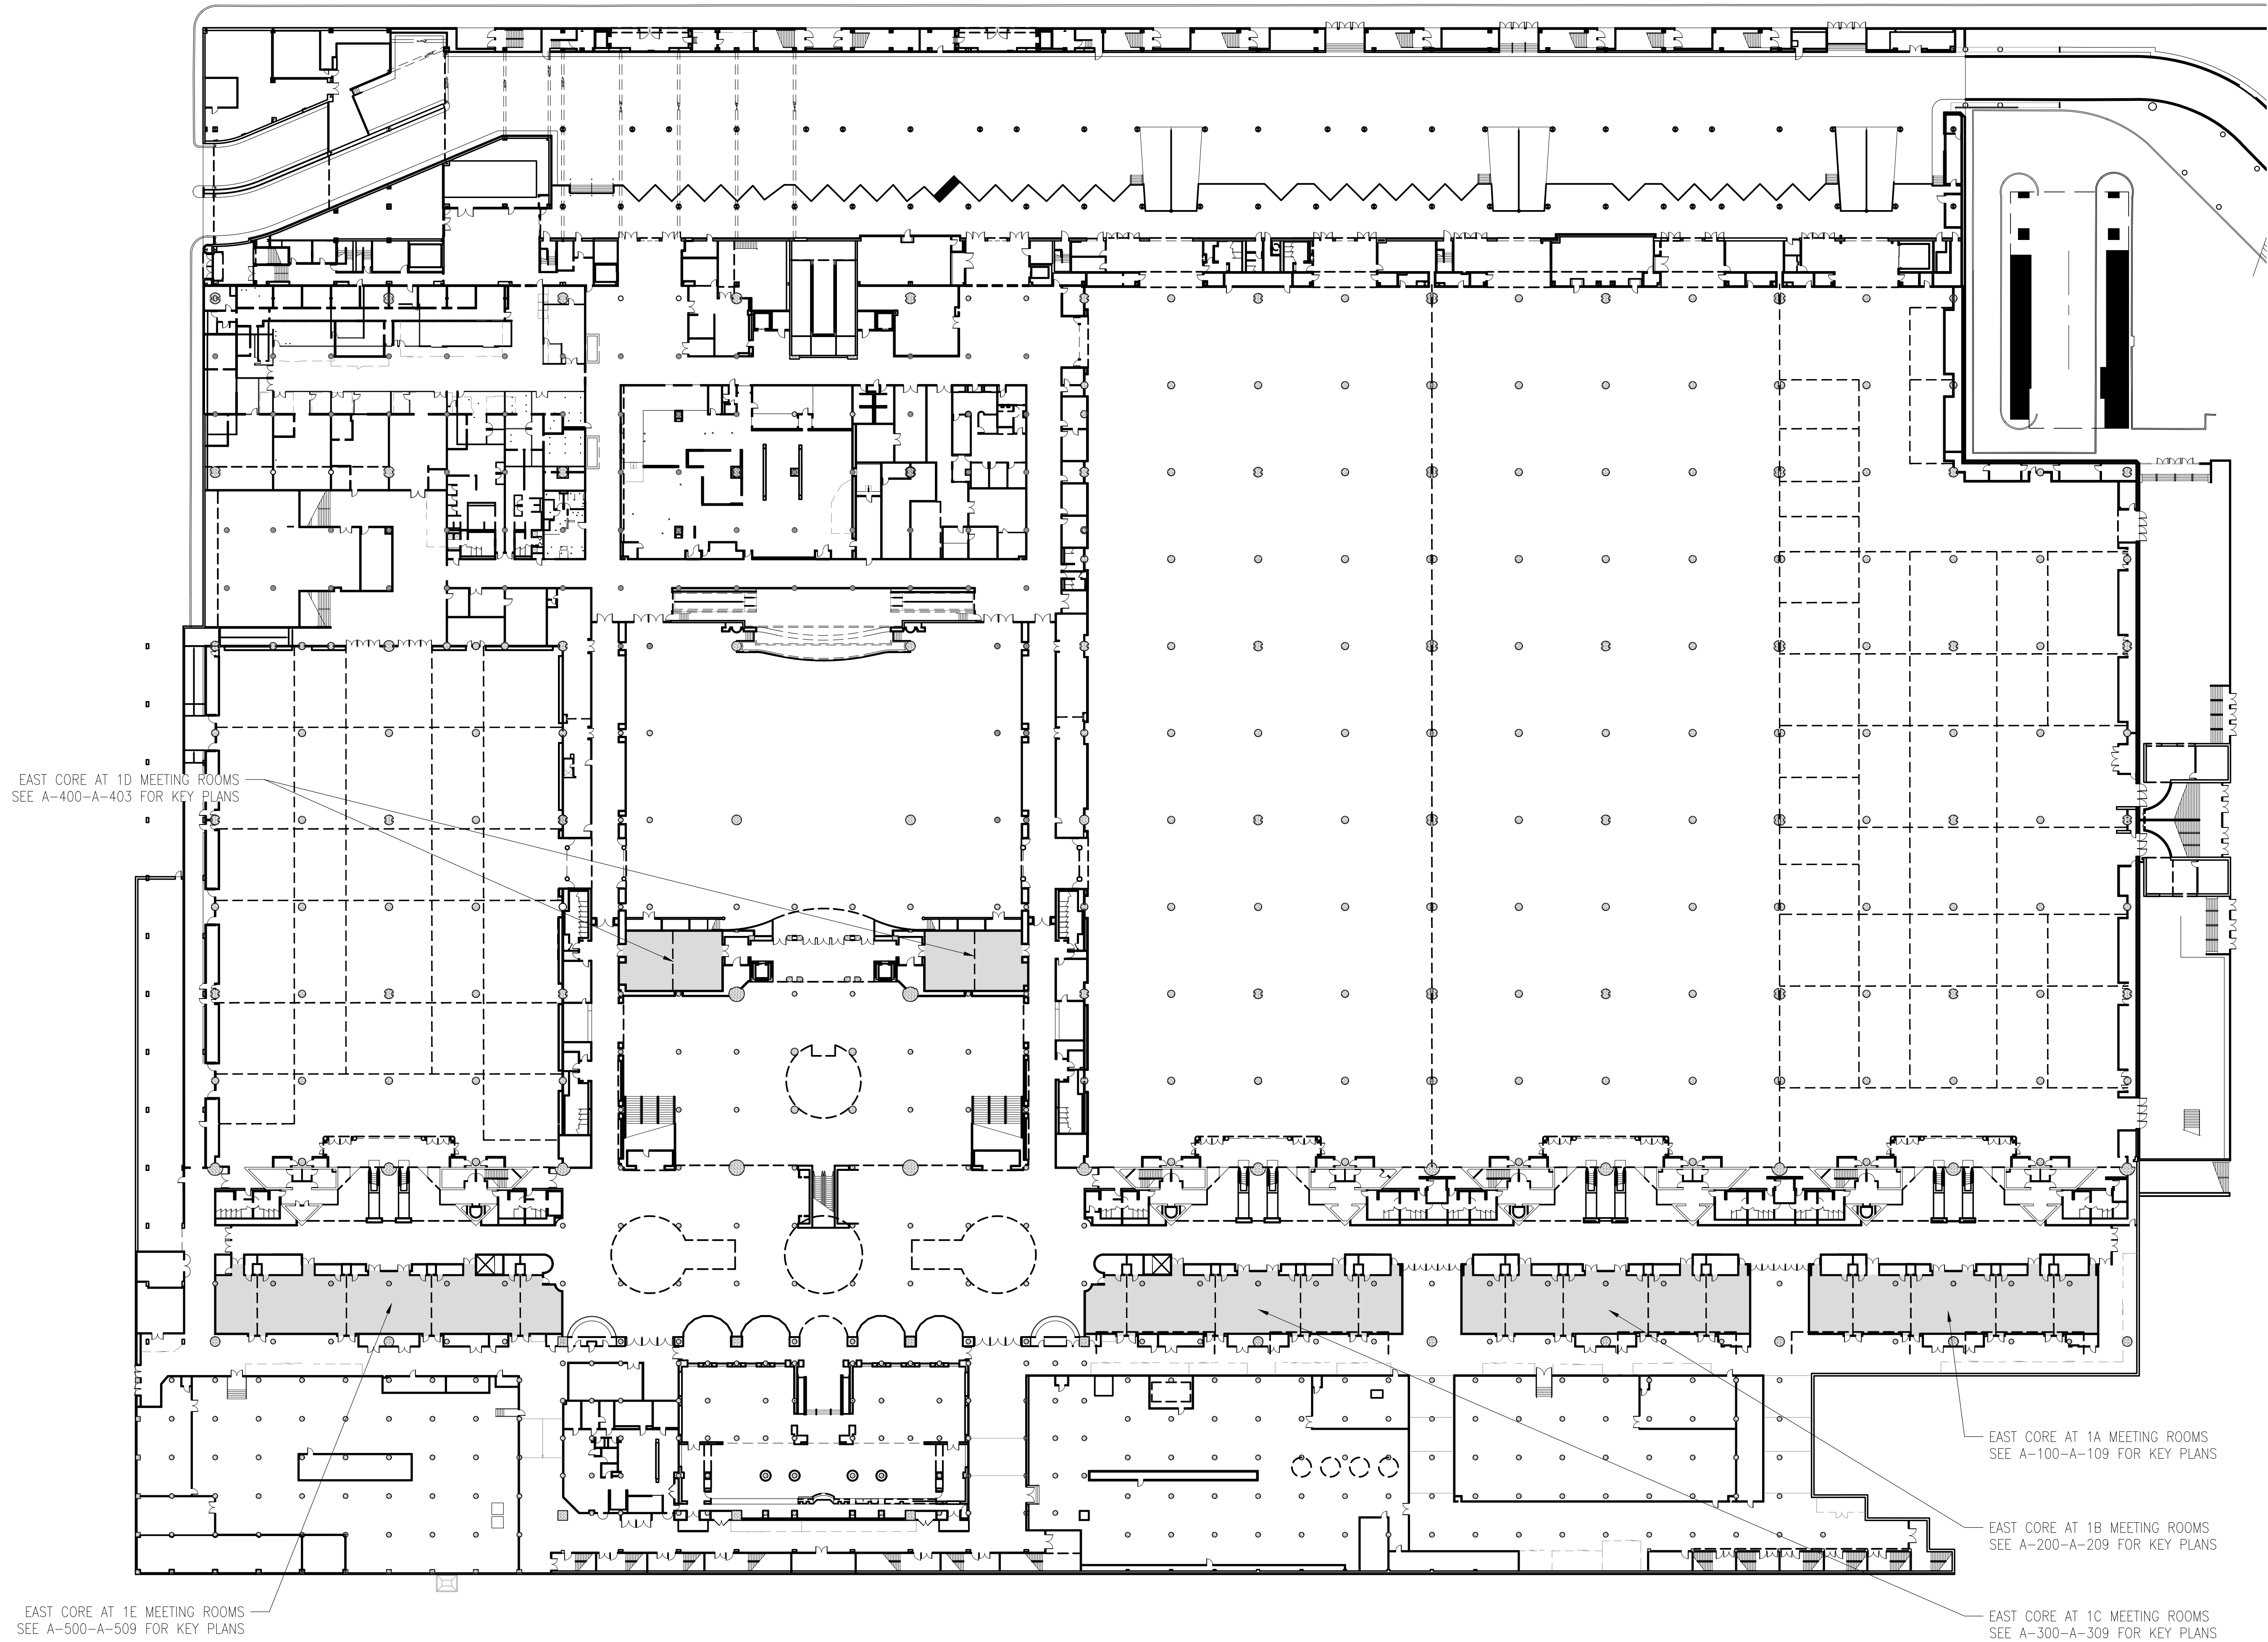 EAST CORE AT 1D MEETING ROOMS
SEE A-400-A-403 FOR KEY PLANS
EAST CORE AT 1A MEETING ROOMS
SEE A-100-A-109 FOR KEY PLANS
EAST CORE AT 1B MEETING ROOMS
SEE A-200-A-209 FOR KEY PLANS
EAST CORE AT 1E MEETING ROOMS
SEE A-500-A-509 FOR KEY PLANS
EAST CORE AT 1C MEETING ROOMS
SEE A-300-A-309 FOR KEY PLANS